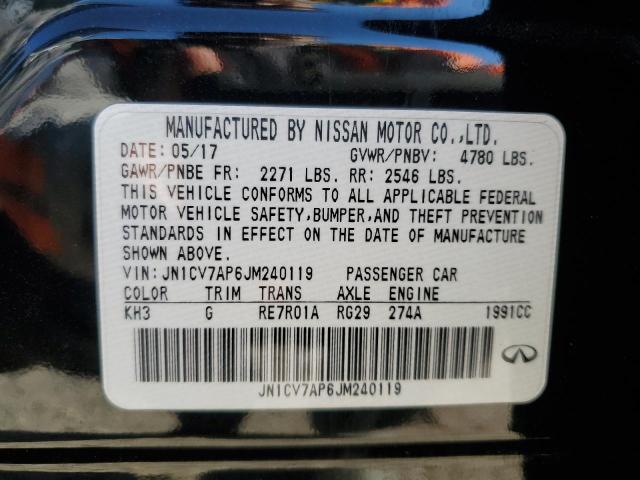 MANUFACTURED BY NISSAN MOTOR CO.,LTD.
DATE: 05/17 GVWR/PNBV: 4780 LBS.
GAWR/PNBE FR: 2271 LBS. RR: 2546 LBS.
THIS VEHICLE CONFORMS TO ALL APPLICABLE FEDERAL
MOTOR VEHICLE SAFETY,BUMPER,AND THEFT PREVENTION
STANDARDS IN EFFECT ON THE DATE OF MANUFACTURE
SHOWN ABOVE.
VIN: JN1CV7AP6JM240119 PASSENGER CAR
COLOR TRIM TRANS AXLE ENGINE
KH3 G RE7R01A RG29 274A 1991CC
JN1CV7AP6JM240119